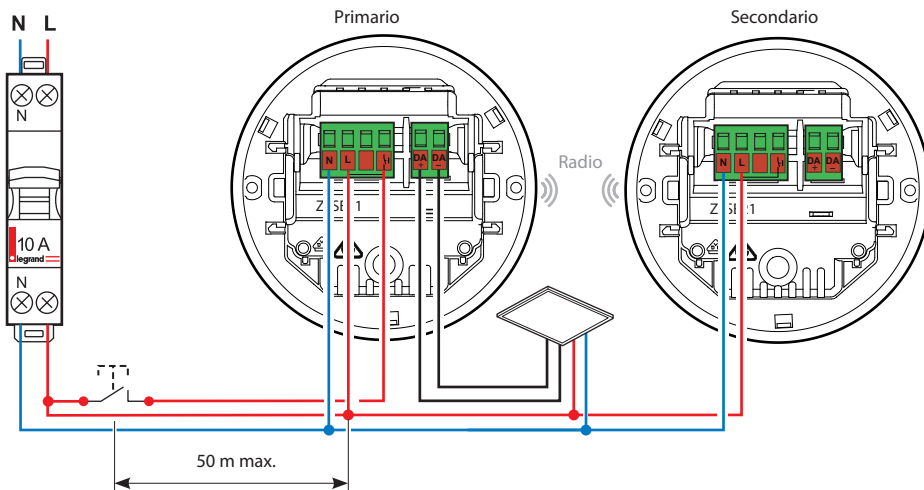 Primario
Secondario
N L
N
10 A
legrand
N
N L
DA + DA -
Radio
N L
DA + DA -
50 m max.